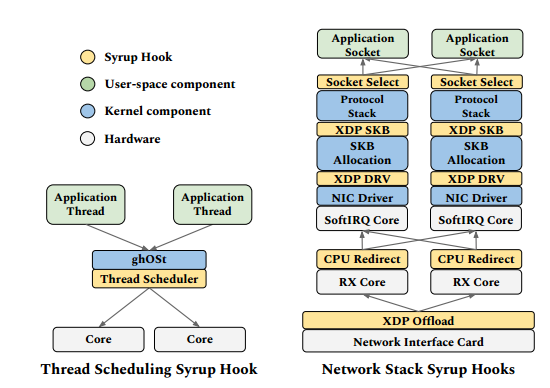 Syrup Hook
User-space component
Kernel component
Hardware
Application
Thread
Application
Thread
ghOSt
Thread Scheduler
Core
Core
Thread Scheduling Syrup Hook
Application
Socket
Application
Socket
Socket Select
Socket Select
Protocol
Stack
Protocol
Stack
XDP SKB
XDP SKB
SKB
Allocation
SKB
Allocation
XDP DRV
XDP DRV
NIC Driver
NIC Driver
SoftIRQ Core
SoftIRQ Core
CPU Redirect
CPU Redirect
RX Core
RX Core
XDP Offload
Network Interface Card
Network Stack Syrup Hooks